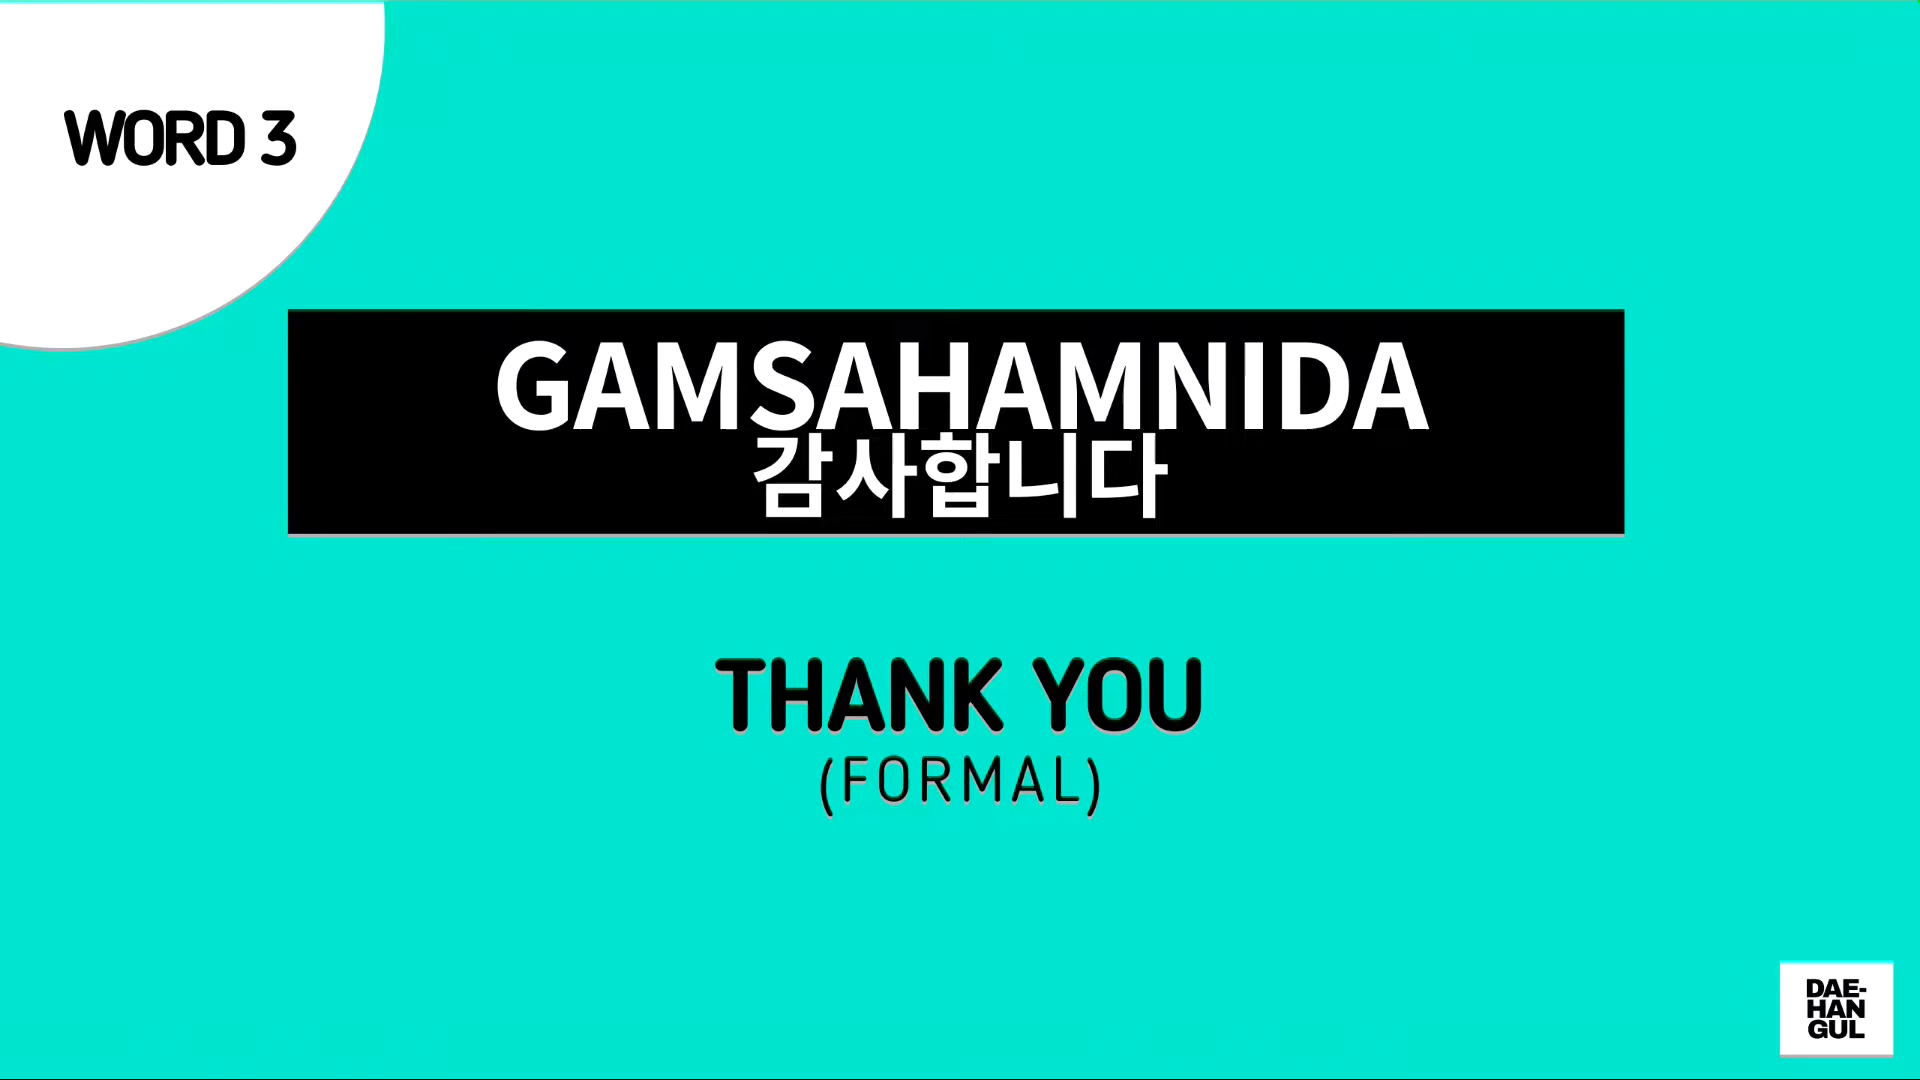 WORD 3
GAMSAHAMNIDA
감사합니다
THANK YOU
(FORMAL)
DAE-
HAN
GUL